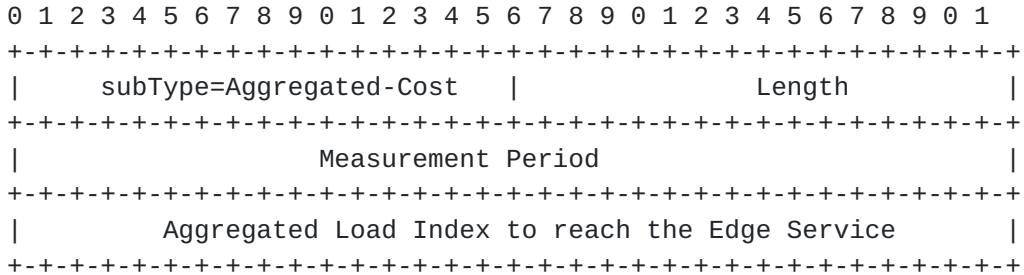 0 1 2 3 4 5 6 7 8 9 0 1 2 3 4 5 6 7 8 9 0 1 2 3 4 5 6 7 8 9 0 1
+-+-+-+-+-+-+-+-+-+-+-+-+-+-+-+-+-+-+-+-+-+-+-+-+-+-+-+-+-+-+-+-+
|     subType=Aggregated-Cost   |               Length          |
+-+-+-+-+-+-+-+-+-+-+-+-+-+-+-+-+-+-+-+-+-+-+-+-+-+-+-+-+-+-+-+-+
|                   Measurement Period                          |
+-+-+-+-+-+-+-+-+-+-+-+-+-+-+-+-+-+-+-+-+-+-+-+-+-+-+-+-+-+-+-+-+
|         Aggregated Load Index to reach the Edge Service       |
+-+-+-+-+-+-+-+-+-+-+-+-+-+-+-+-+-+-+-+-+-+-+-+-+-+-+-+-+-+-+-+-+